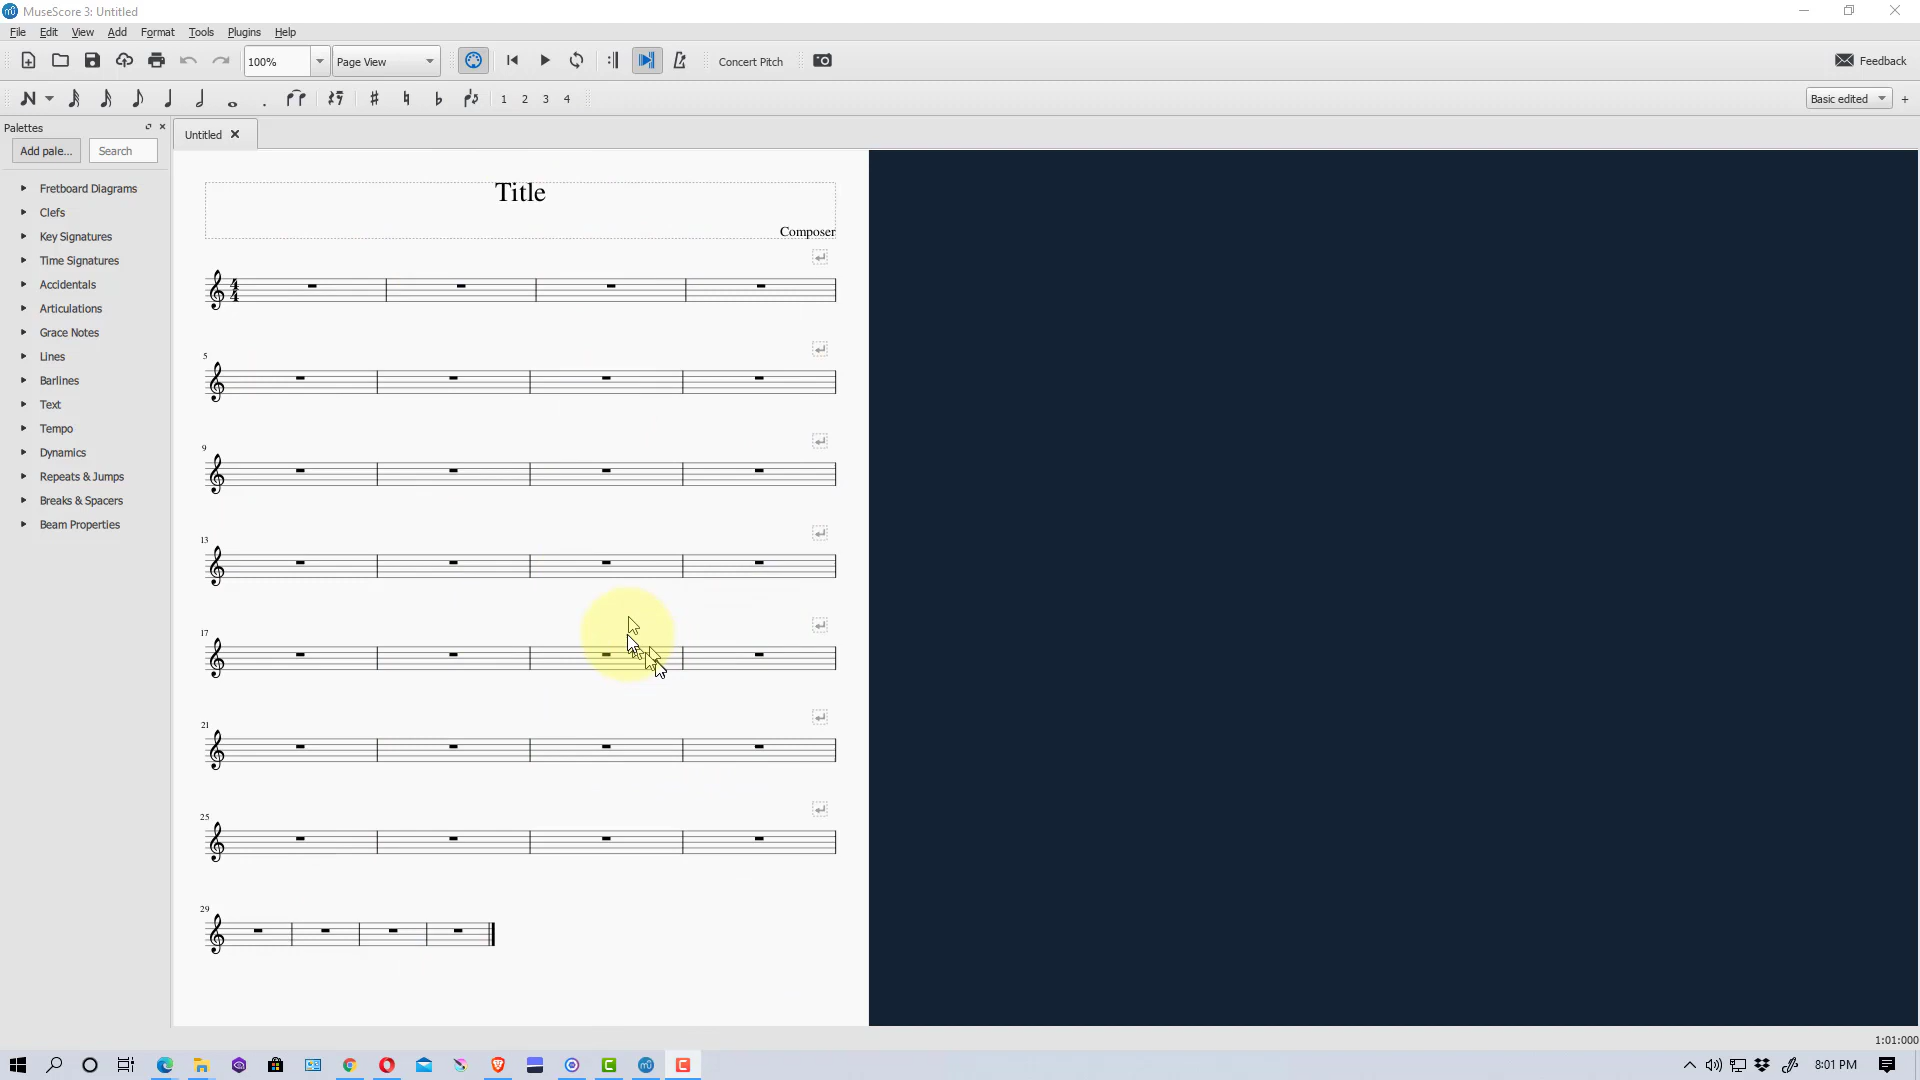 MuseScore 3: Untitled
File Edit View Add Format Tools Plugins Help
100% Page View Concert Pitch Feedback
1 2 3 4 Basic edited +
Palettes
Untitled
Add pale... Search
Fretboard Diagrams
Clefs
Key Signatures
Time Signatures
Accidentals
Articulations
Grace Notes
Lines
Barlines
Text
Tempo
Dynamics
Repeats & Jumps
Breaks & Spacers
Beam Properties
Title
Composer
4
4
5
9
13
17
21
25
29
1:01:000
8:01 PM